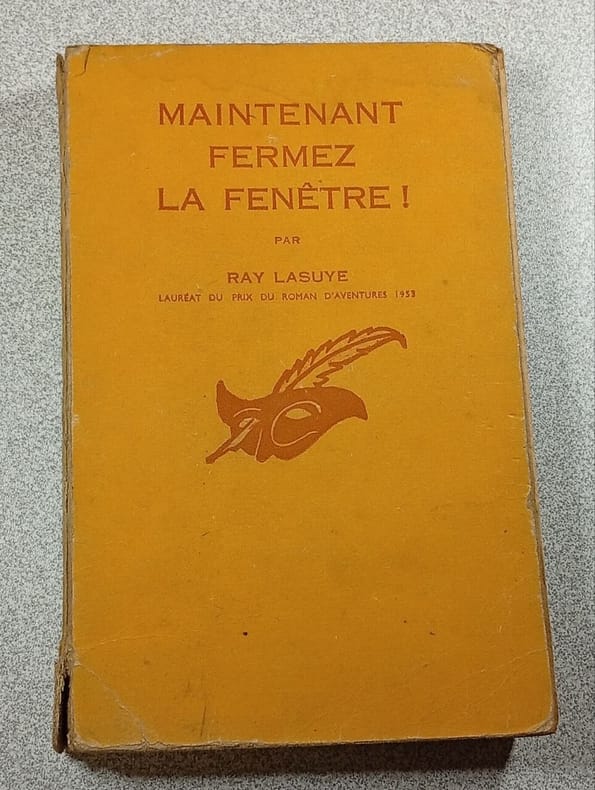 MAINTENANT
FERMEZ
LA FENÊTRE !
PAR
RAY LASUYE
LAURÉAT DU PRIX DU ROMAN D'AVENTURES 1953